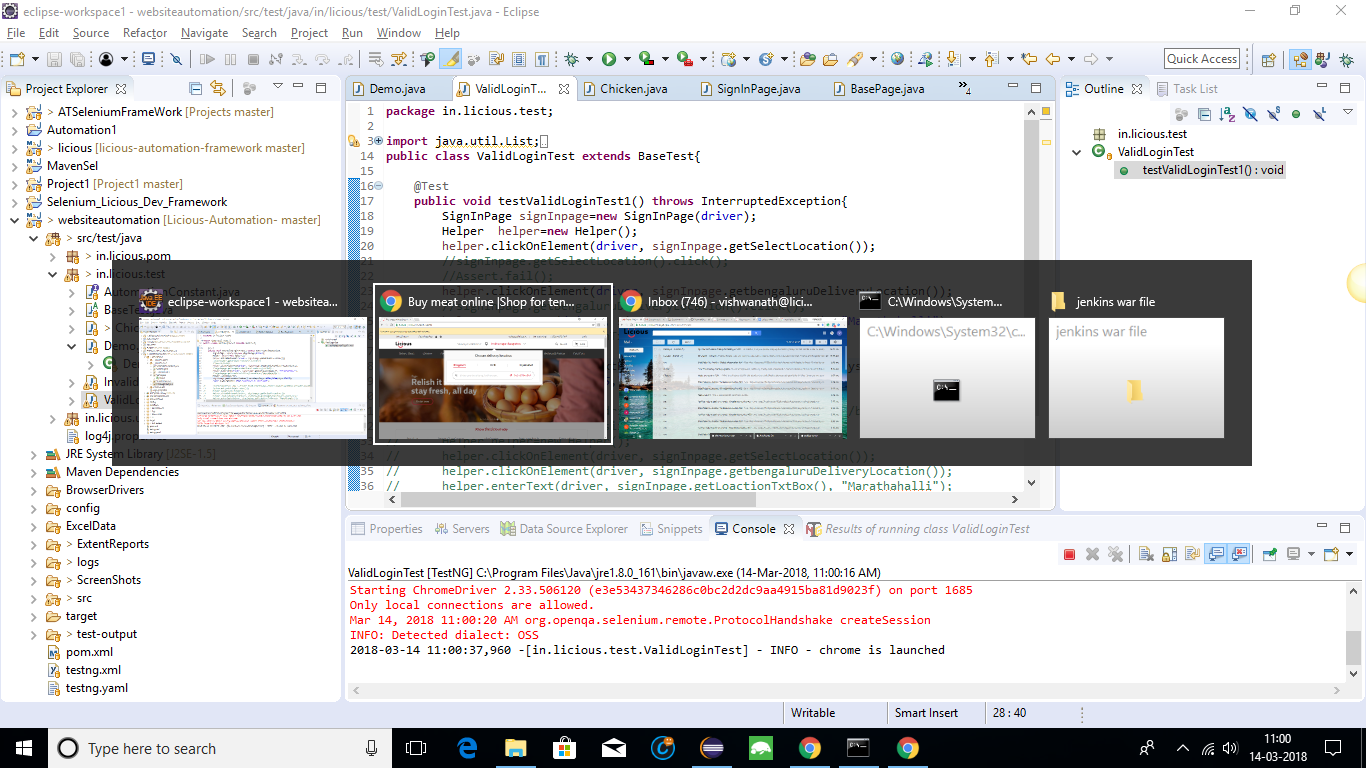 eclipse-workspace1 - websiteautomation/src/test/java/in/licious/test/ValidLoginTest.java - Eclipse
File Edit Source Refactor Navigate Search Project Run Window Help
Quick Access
Project Explorer
> ATSeleniumFrameWork [Projects master]
Automation1
> licious [licious-automation-framework master]
MavenSel
Project1 [Project1 master]
Selenium_Licious_Dev_Framework
> websiteautomation [Licious-Automation- master]
> src/test/java
> in.licious.pom
> in.licious.test
Demo.java ValidLoginT... Chicken.java SignInPage.java BasePage.java »4
1 package in.licious.test;
2
3 import java.util.List;
14 public class ValidLoginTest extends BaseTest{
15
16 @Test
17 public void testValidLoginTest1() throws InterruptedException{
18 SignInPage signInpage=new SignInPage(driver);
19 Helper helper=new Helper();
20 helper.clickOnElement(driver, signInpage.getSelectLocation());
21 //signInpage.getSelectLocation().click();
22 //Assert.fail();
Outline Task List
in.licious.test
ValidLoginTest
testValidLoginTest1() : void
eclipse-workspace1 - websitea...
Buy meat online |Shop for ten...
Inbox (746) - vishwanath@lici...
C:\Windows\System...
jenkins war file
C:\Windows\System32\c...
jenkins war file
Relish it
stay fresh, all day
log4j.prop
JRE System Library [J2SE-1.5]
Maven Dependencies
BrowserDrivers
config
ExcelData
> ExtentReports
> logs
> ScreenShots
> src
target
> test-output
pom.xml
testng.xml
testng.yaml
34 // helper.clickOnElement(driver, signInpage.getSelectLocation());
35 // helper.clickOnElement(driver, signInpage.getbengaluruDeliveryLocation());
36 // helper.enterText(driver, signInpage.getLoactionTxtBox(), "Marathahalli");
Properties Servers Data Source Explorer Snippets Console Results of running class ValidLoginTest
ValidLoginTest [TestNG] C:\Program Files\Java\jre1.8.0_161\bin\javaw.exe (14-Mar-2018, 11:00:16 AM)
Starting ChromeDriver 2.33.506120 (e3e53437346286c0bc2d2dc9aa4915ba81d9023f) on port 1685
Only local connections are allowed.
Mar 14, 2018 11:00:20 AM org.openqa.selenium.remote.ProtocolHandshake createSession
INFO: Detected dialect: OSS
2018-03-14 11:00:37,960 -[in.licious.test.ValidLoginTest] - INFO - chrome is launched
Writable Smart Insert 28 : 40
Type here to search
11:00
14-03-2018